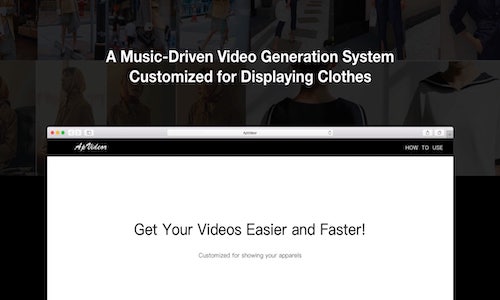 A Music-Driven Video Generation System
Customized for Displaying Clothes
ApVideor
HOW TO USE
Get Your Videos Easier and Faster!
Customized for showing your apparels